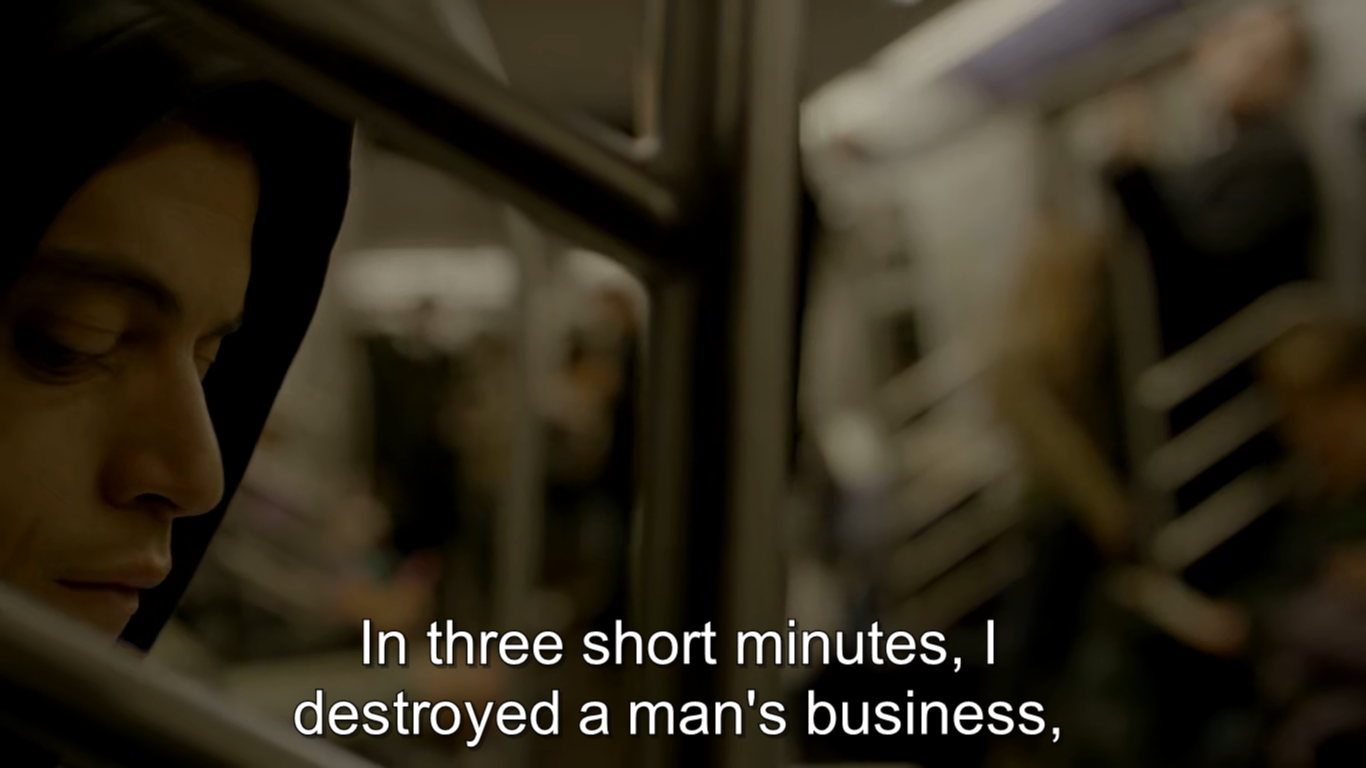 In three short minutes, I
destroyed a man's business,